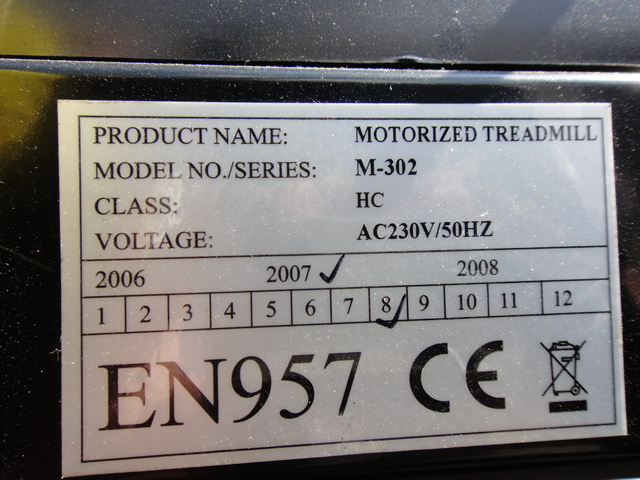 PRODUCT NAME: MOTORIZED TREADMILL
MODEL NO./SERIES: M-302
CLASS: HC
VOLTAGE: AC230V/50HZ
2006 2007 ✓ 2008
1 2 3 4 5 6 7 8 ✓ 9 10 11 12
EN957 CE